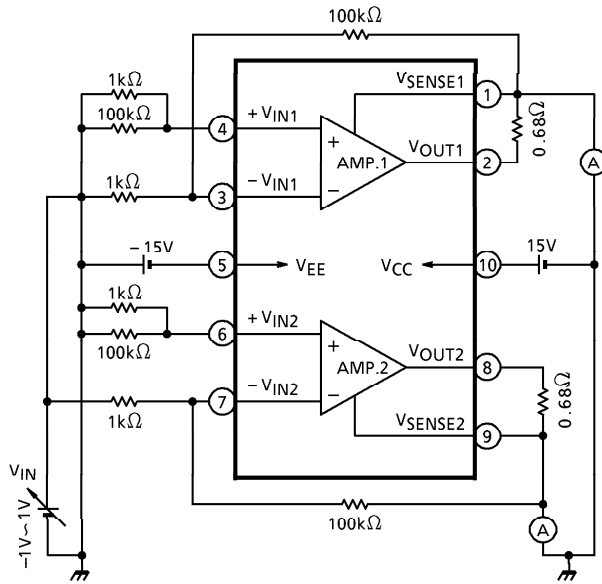 100kΩ
1kΩ
100kΩ
4
+VIN1
VSENSE1
1
0.68Ω
+
AMP.1
−
VOUT1
2
A
1kΩ
3
−VIN1
−15V
5
VEE
VCC
10
15V
1kΩ
100kΩ
6
+VIN2
+
AMP.2
−
VOUT2
8
0.68Ω
1kΩ
7
−VIN2
VSENSE2
9
VIN
−1V~1V
100kΩ
A